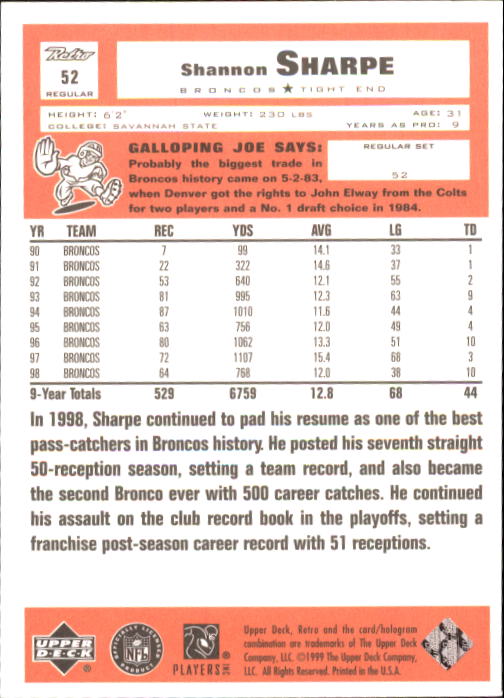 Retro
52
REGULAR
Shannon SHARPE
BRONCOS ★ TIGHT END
HEIGHT: 6'2" WEIGHT: 230 LBS AGE: 31
COLLEGE: SAVANNAH STATE YEARS AS PRO: 9
GALLOPING JOE SAYS:
Probably the biggest trade in
Broncos history came on 5-2-83,
when Denver got the rights to John Elway from the Colts
for two players and a No. 1 draft choice in 1984.
REGULAR SET
52
YR TEAM REC YDS AVG LG TD
90 BRONCOS 7 99 14.1 33 1
91 BRONCOS 22 322 14.6 37 1
92 BRONCOS 53 640 12.1 55 2
93 BRONCOS 81 995 12.3 63 9
94 BRONCOS 87 1010 11.6 44 4
95 BRONCOS 63 756 12.0 49 4
96 BRONCOS 80 1062 13.3 51 10
97 BRONCOS 72 1107 15.4 68 3
98 BRONCOS 64 768 12.0 38 10
9-Year Totals 529 6759 12.8 68 44
In 1998, Sharpe continued to pad his resume as one of the best
pass-catchers in Broncos history. He posted his seventh straight
50-reception season, setting a team record, and also became
the second Bronco ever with 500 career catches. He continued
his assault on the club record book in the playoffs, setting a
franchise post-season career record with 51 receptions.
UPPER
DECK®
OFFICIALLY LICENSED
NFL
PRODUCT
PLAYERS INC
Upper Deck, Retro and the card/hologram
combination are trademarks of The Upper Deck
Company, LLC. ©1999 The Upper Deck Company,
LLC. All Rights Reserved. Printed in the U.S.A.